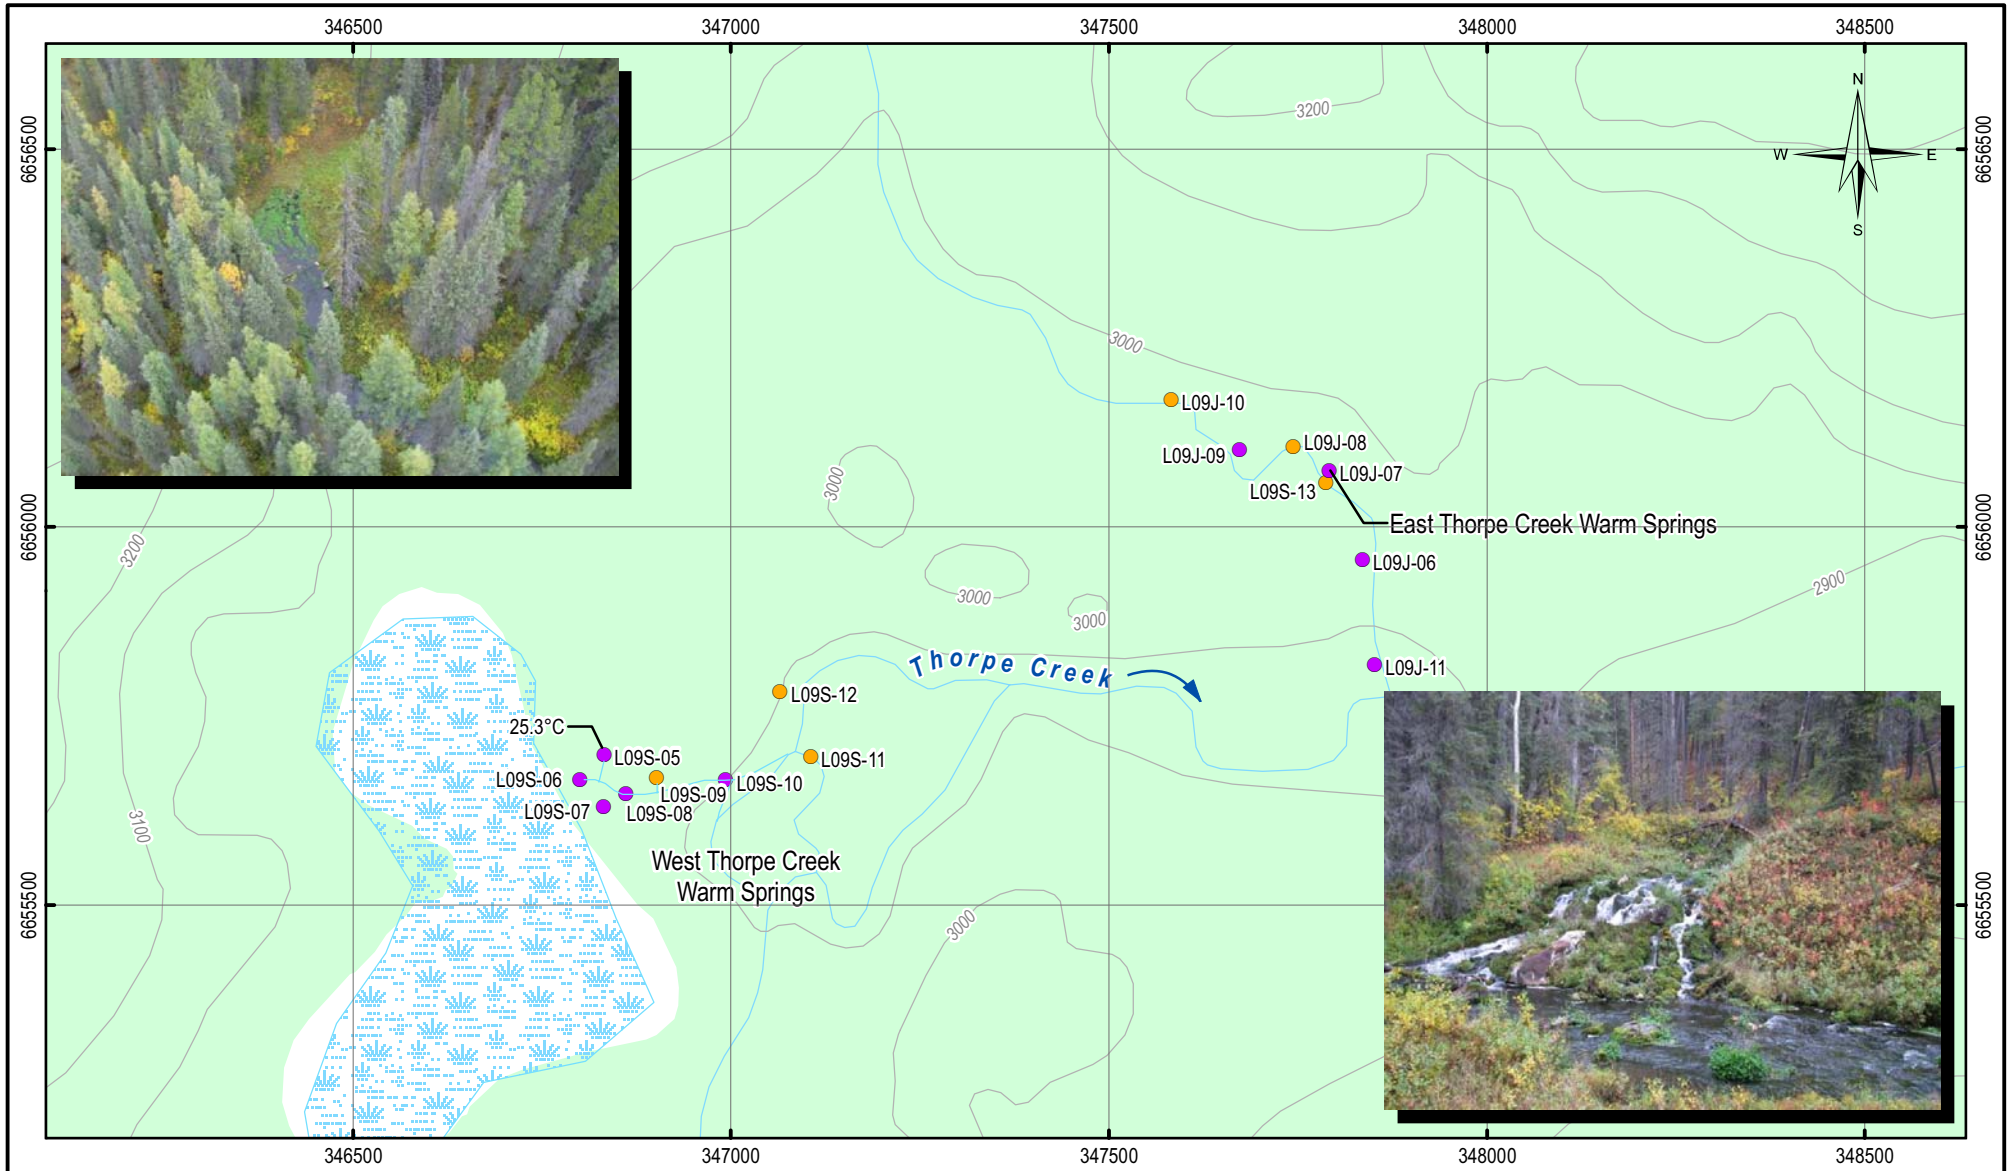 346500
347000
347500
348000
348500
6656500
6656500
N
W
E
S
3200
3000
L09J-10
L09J-09
L09J-08
L09J-07
L09S-13
East Thorpe Creek Warm Springs
L09J-06
L09J-11
6656000
6656000
3200
3000
3000
3000
2900
Thorpe Creek
L09S-12
25.3°C
L09S-05
L09S-11
L09S-06
L09S-09
L09S-10
L09S-07
L09S-08
3100
West Thorpe Creek
Warm Springs
3000
6655500
6655500
346500
347000
347500
348000
348500